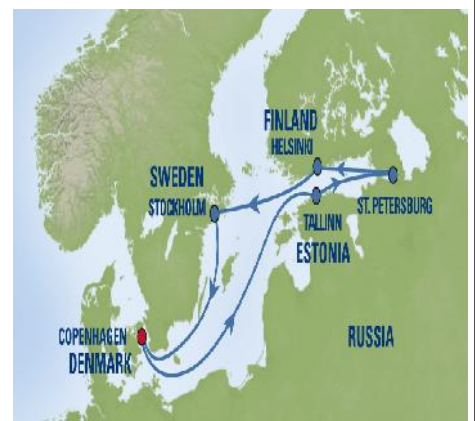 FINLAND
HELSINKI
SWEDEN
STOCKHOLM
ST. PETERSBURG
TALLINN
ESTONIA
COPENHAGEN
DENMARK
RUSSIA